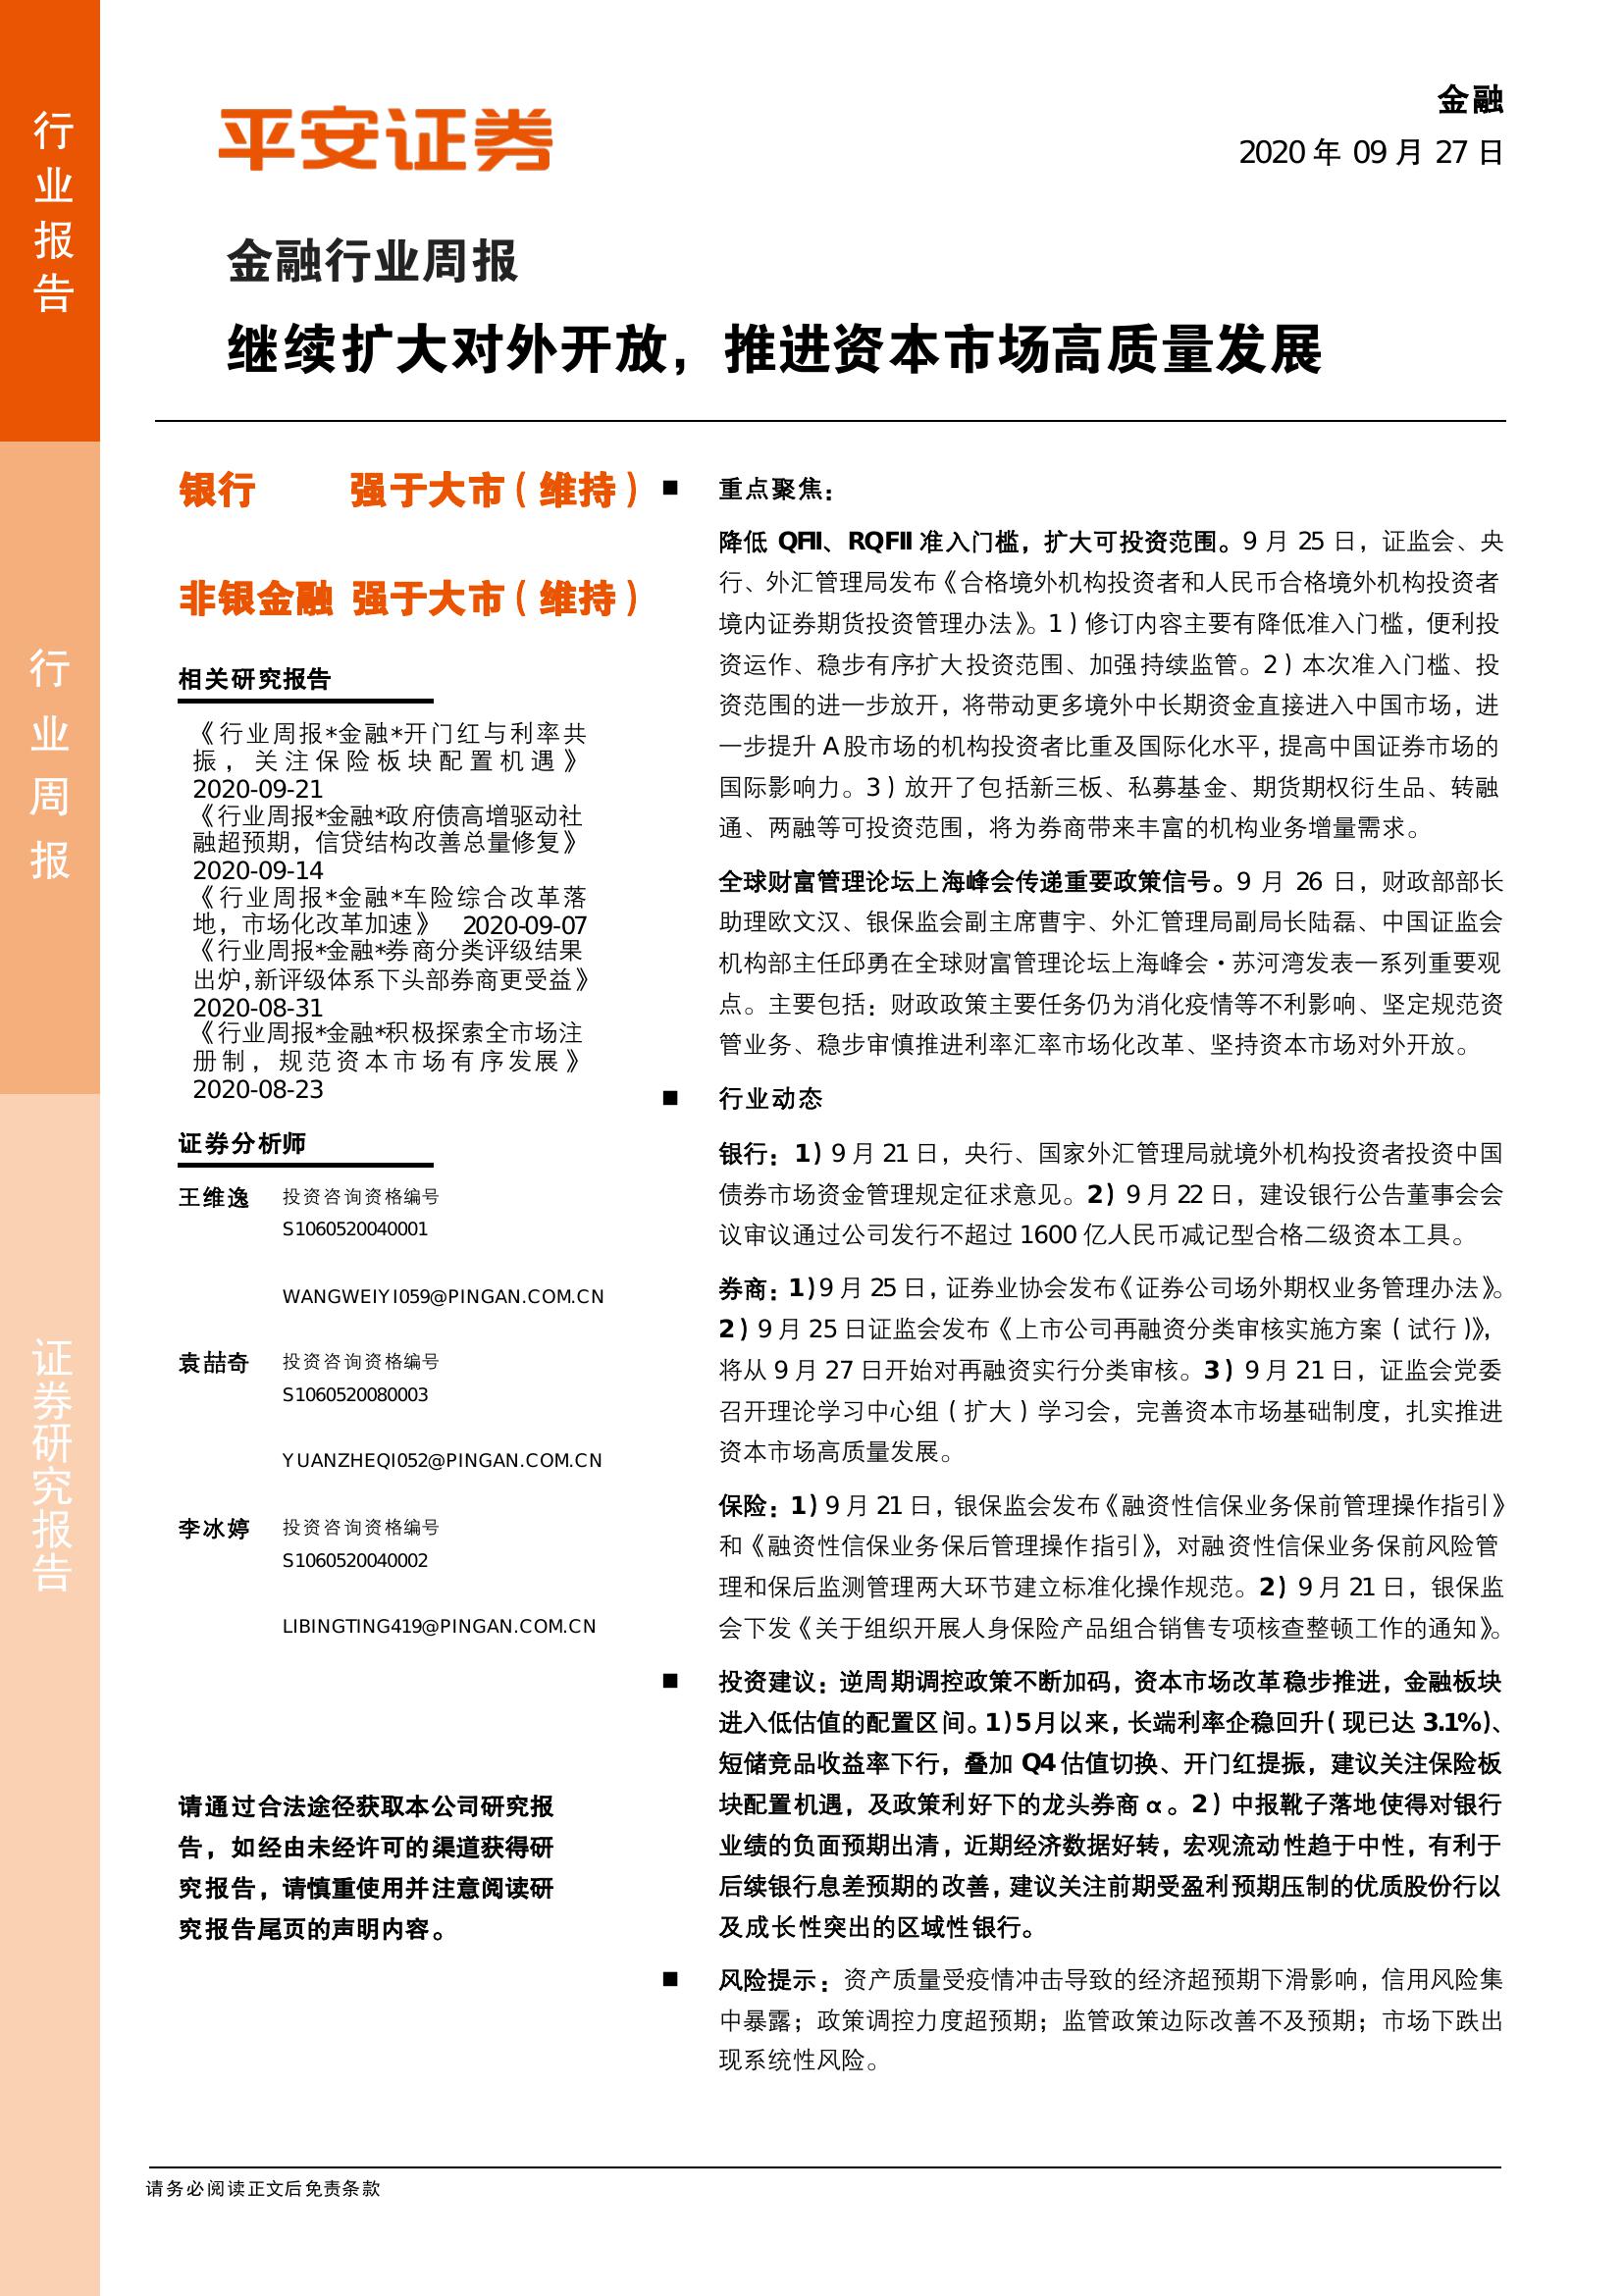 行业报告
行业周报
证券研究报告
平安证券
金融
2020 年 09 月 27 日
金融行业周报
继续扩大对外开放，推进资本市场高质量发展
银行 强于大市（维持）
非银金融 强于大市（维持）
相关研究报告
《行业周报*金融*开门红与利率共
振，关注保险板块配置机遇》
2020-09-21
《行业周报*金融*政府债高增驱动社
融超预期，信贷结构改善总量修复》
2020-09-14
《行业周报*金融*车险综合改革落
地，市场化改革加速》 2020-09-07
《行业周报*金融*券商分类评级结果
出炉,新评级体系下头部券商更受益》
2020-08-31
《行业周报*金融*积极探索全市场注
册制，规范资本市场有序发展》
2020-08-23
证券分析师
王维逸 投资咨询资格编号
S1060520040001
WANGWEIYI059@PINGAN.COM.CN
袁喆奇 投资咨询资格编号
S1060520080003
YUANZHEQI052@PINGAN.COM.CN
李冰婷 投资咨询资格编号
S1060520040002
LIBINGTING419@PINGAN.COM.CN
请通过合法途径获取本公司研究报
告，如经由未经许可的渠道获得研
究报告，请慎重使用并注意阅读研
究报告尾页的声明内容。
■ 重点聚焦：
降低 QFII、RQFII 准入门槛，扩大可投资范围。9 月 25 日，证监会、央
行、外汇管理局发布《合格境外机构投资者和人民币合格境外机构投资者
境内证券期货投资管理办法》。1）修订内容主要有降低准入门槛，便利投
资运作、稳步有序扩大投资范围、加强持续监管。2）本次准入门槛、投
资范围的进一步放开，将带动更多境外中长期资金直接进入中国市场，进
一步提升 A 股市场的机构投资者比重及国际化水平，提高中国证券市场的
国际影响力。3）放开了包括新三板、私募基金、期货期权衍生品、转融
通、两融等可投资范围，将为券商带来丰富的机构业务增量需求。
全球财富管理论坛上海峰会传递重要政策信号。9 月 26 日，财政部部长
助理欧文汉、银保监会副主席曹宇、外汇管理局副局长陆磊、中国证监会
机构部主任邱勇在全球财富管理论坛上海峰会·苏河湾发表一系列重要观
点。主要包括：财政政策主要任务仍为消化疫情等不利影响、坚定规范资
管业务、稳步审慎推进利率汇率市场化改革、坚持资本市场对外开放。
■ 行业动态
银行：1）9 月 21 日，央行、国家外汇管理局就境外机构投资者投资中国
债券市场资金管理规定征求意见。2）9 月 22 日，建设银行公告董事会会
议审议通过公司发行不超过 1600 亿人民币减记型合格二级资本工具。
券商：1）9 月 25 日，证券业协会发布《证券公司场外期权业务管理办法》。
2）9 月 25 日证监会发布《上市公司再融资分类审核实施方案（试行）》，
将从 9 月 27 日开始对再融资实行分类审核。3）9 月 21 日，证监会党委
召开理论学习中心组（扩大）学习会，完善资本市场基础制度，扎实推进
资本市场高质量发展。
保险：1）9 月 21 日，银保监会发布《融资性信保业务保前管理操作指引》
和《融资性信保业务保后管理操作指引》，对融资性信保业务保前风险管
理和保后监测管理两大环节建立标准化操作规范。2）9 月 21 日，银保监
会下发《关于组织开展人身保险产品组合销售专项核查整顿工作的通知》。
■ 投资建议：逆周期调控政策不断加码，资本市场改革稳步推进，金融板块
进入低估值的配置区间。1）5 月以来，长端利率企稳回升（现已达 3.1%）、
短储竞品收益率下行，叠加 Q4 估值切换、开门红提振，建议关注保险板
块配置机遇，及政策利好下的龙头券商 α。2）中报靴子落地使得对银行
业绩的负面预期出清，近期经济数据好转，宏观流动性趋于中性，有利于
后续银行息差预期的改善，建议关注前期受盈利预期压制的优质股份行以
及成长性突出的区域性银行。
■ 风险提示：资产质量受疫情冲击导致的经济超预期下滑影响，信用风险集
中暴露；政策调控力度超预期；监管政策边际改善不及预期；市场下跌出
现系统性风险。
请务必阅读正文后免责条款